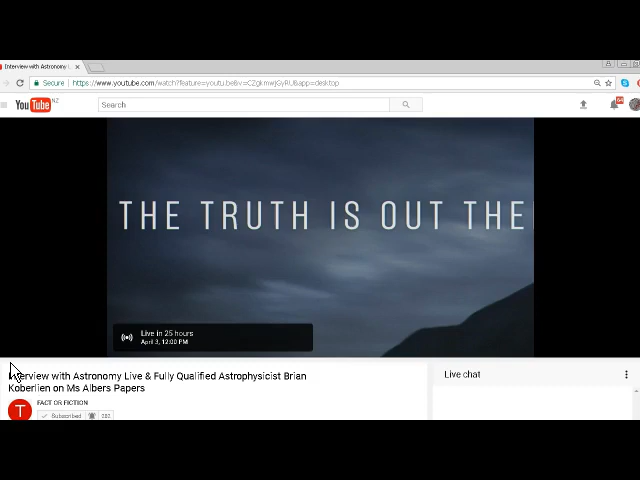 Interview with Astronomy L
Secure https://www.youtube.com/watch?feature=youtu.be&v=CZgkmwjGyRU&app=desktop
YouTube NZ
Search
64
THE TRUTH IS OUT THE
Live in 25 hours
April 3, 12:00 PM
Interview with Astronomy Live & Fully Qualified Astrophysicist Brian
Koberlien on Ms Albers Papers
Live chat
T
FACT OR FICTION
Subscribed